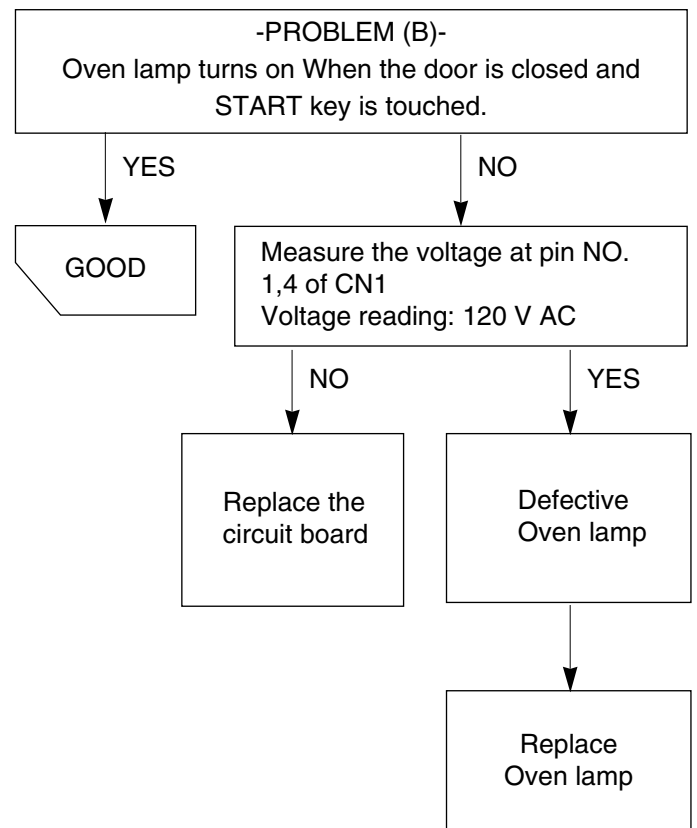 -PROBLEM (B)-
Oven lamp turns on When the door is closed and
START key is touched.
YES
NO
GOOD
Measure the voltage at pin NO.
1,4 of CN1
Voltage reading: 120 V AC
NO
YES
Replace the
circuit board
Defective
Oven lamp
Replace
Oven lamp